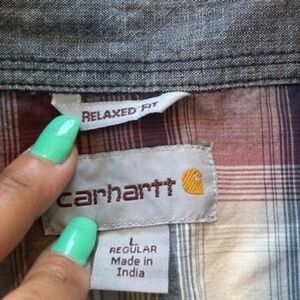 RELAXED FIT
carhartt
L
REGULAR
Made in
India